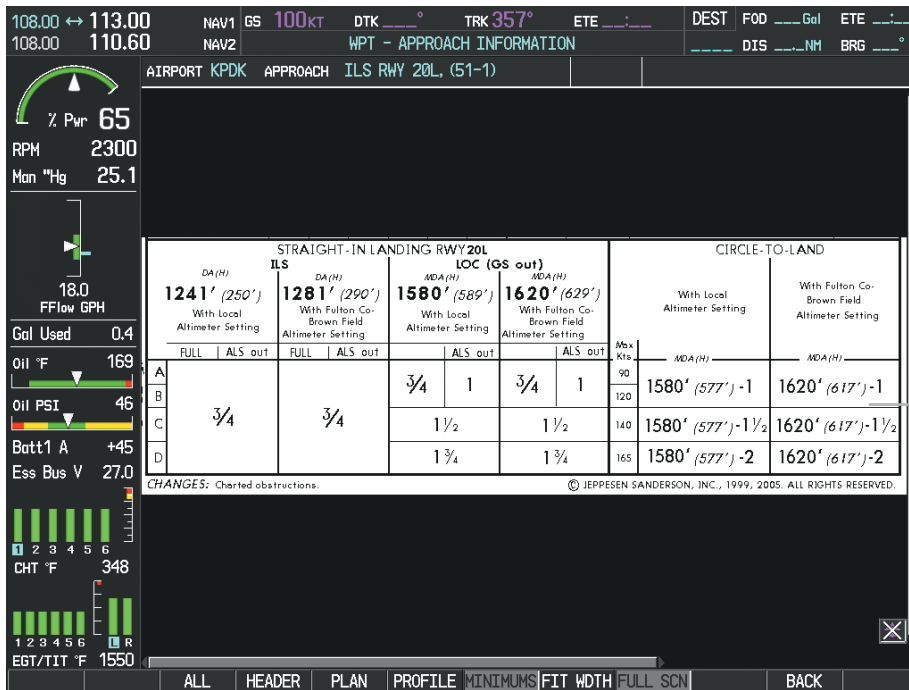 108.00 ↔ 113.00 NAV1 GS 100KT DTK ___° TRK 357° ETE __:__ DEST FOD ___Gal ETE __:__
108.00 110.60 NAV2 WPT - APPROACH INFORMATION ____ DIS __._NM BRG ___°
AIRPORT KPDK APPROACH ILS RWY 20L, (51-1)
% Pwr 65
RPM 2300
Man "Hg 25.1
18.0
FFlow GPH
Gal Used 0.4
Oil °F 169
Oil PSI 46
Batt1 A +45
Ess Bus V 27.0
1 2 3 4 5 6
CHT °F 348
1 2 3 4 5 6 L R
EGT/TIT °F 1550
STRAIGHT-IN LANDING RWY 20L CIRCLE-TO-LAND
ILS LOC (GS out)
DA(H) DA(H) MDA(H) MDA(H)
1241' (250') 1281' (290') 1580' (589') 1620' (629')
With Local Altimeter Setting
With Fulton Co-Brown Field Altimeter Setting
With Local Altimeter Setting
With Fulton Co-Brown Field Altimeter Setting
With Local Altimeter Setting
With Fulton Co-Brown Field Altimeter Setting
FULL ALS out FULL ALS out ALS out ALS out Max Kts. MDA(H) MDA(H)
A 3/4 1 3/4 1 90
B 120 1580' (577') -1 1620' (617') -1
C 3/4 3/4 1 1/2 1 1/2 140 1580' (577') -1 1/2 1620' (617') -1 1/2
D 1 3/4 1 3/4 165 1580' (577') -2 1620' (617') -2
CHANGES: Charted obstructions. © JEPPESEN SANDERSON, INC., 1999, 2005. ALL RIGHTS RESERVED.
ALL HEADER PLAN PROFILE MINIMUMS FIT WDTH FULL SCN BACK